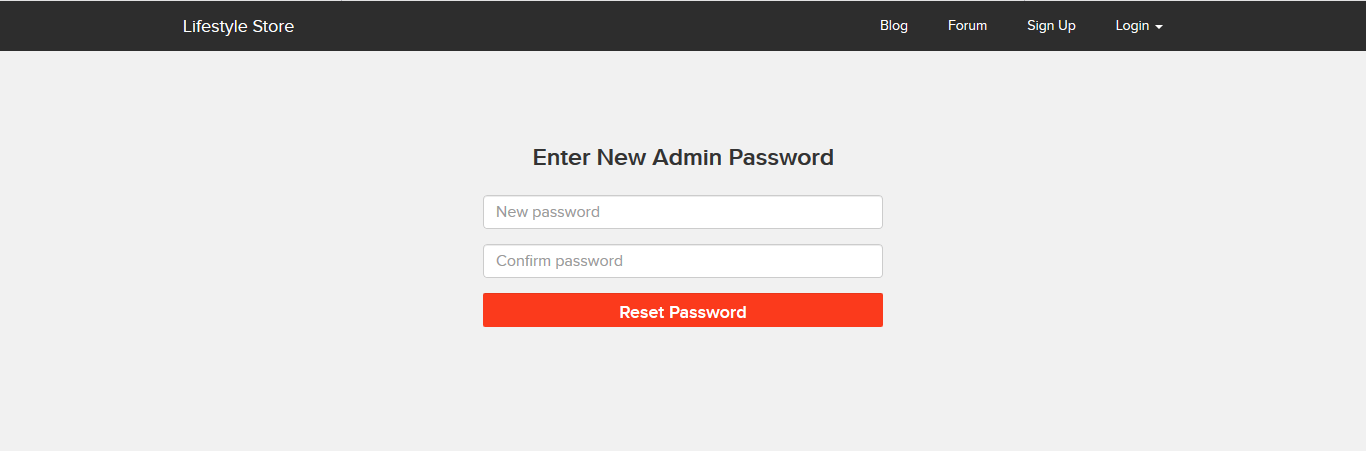 Lifestyle Store Blog Forum Sign Up Login
Enter New Admin Password
New password
Confirm password
Reset Password